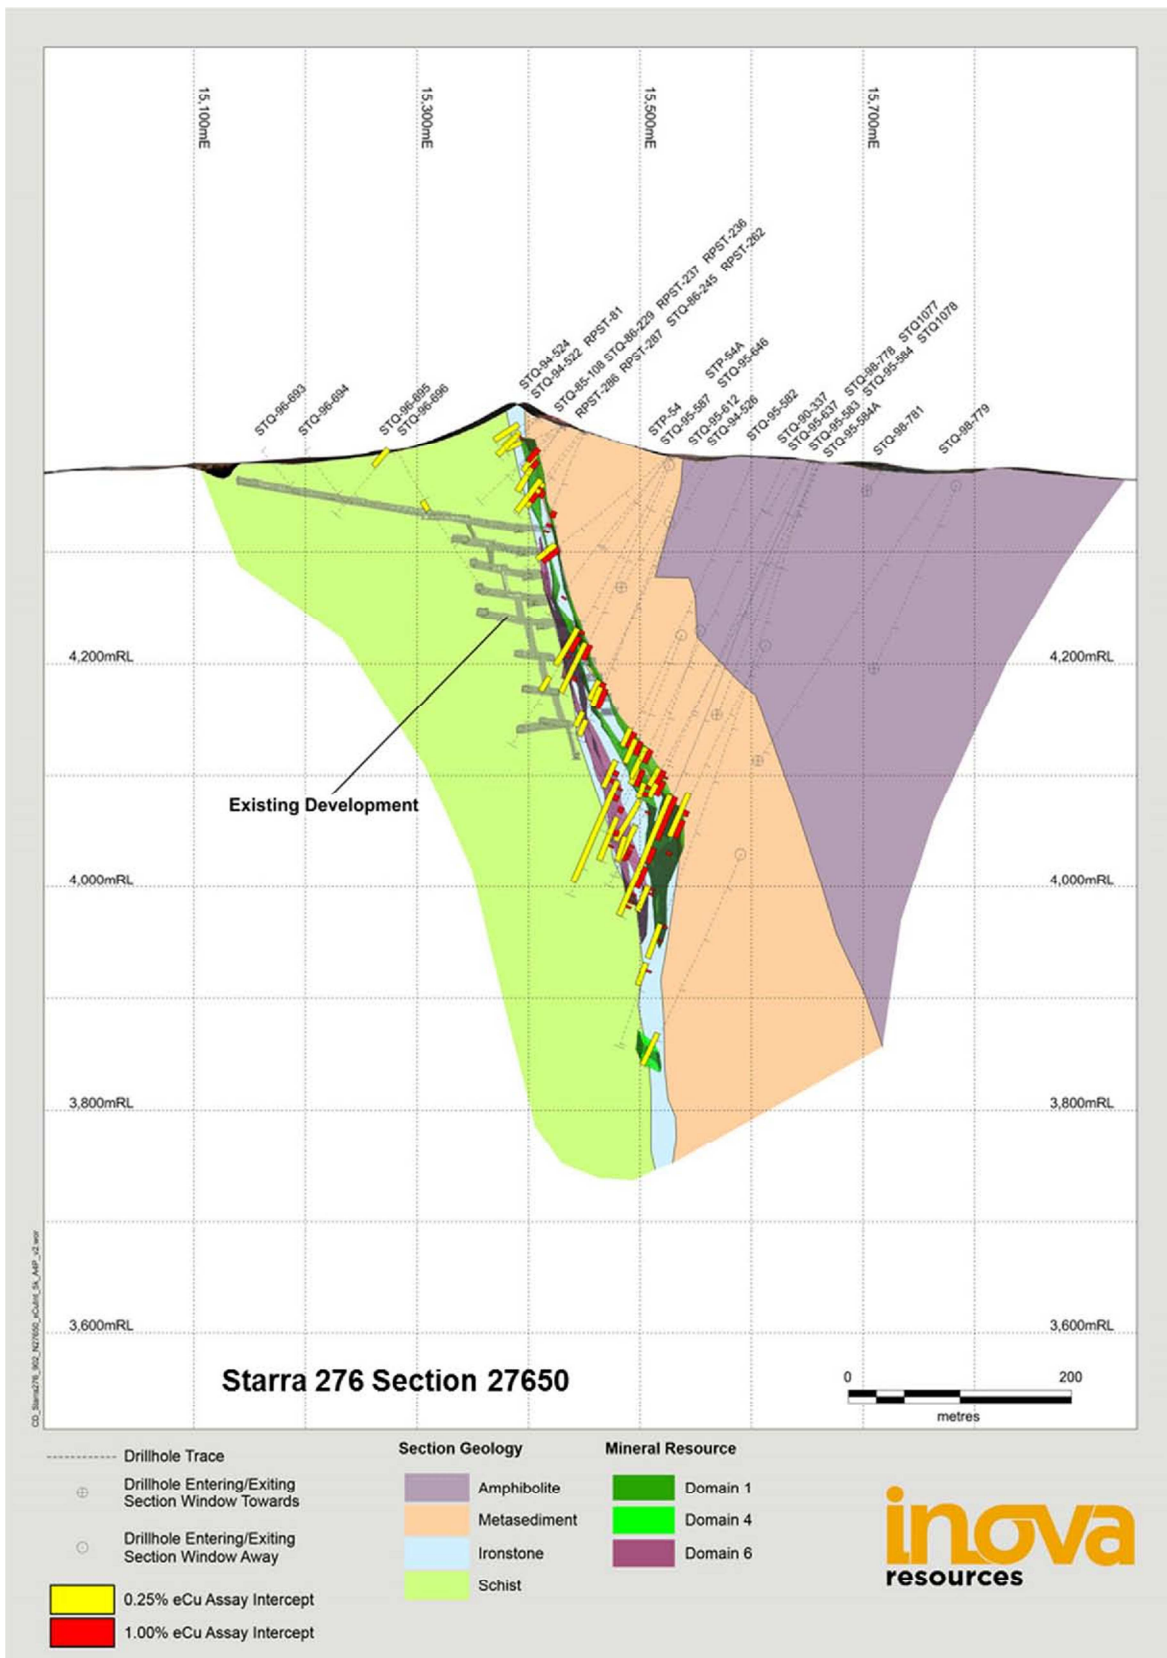 15,100mE
15,300mE
15,500mE
15,700mE
STQ-96-693
STQ-96-694
STQ-96-695
STQ-96-696
STQ-94-524
STQ-94-522 RPST-81
STQ-85-108 STQ-86-229 RPST-237 RPST-236
RPST-286 RPST-287 STQ-86-245 RPST-262
STP-54
STP-54A
STQ-95-587 STQ-95-646
STQ-95-612
STQ-94-526
STQ-95-582
STQ-90-337
STQ-95-637 STQ-98-778 STQ1077
STQ-95-583 STQ-95-584 STQ1078
STQ-95-584A
STQ-98-781
STQ-98-779
4,200mRL 4,200mRL
Existing Development
4,000mRL 4,000mRL
3,800mRL 3,800mRL
3,600mRL 3,600mRL
Starra 276 Section 27650
0 200
metres
Drillhole Trace
Drillhole Entering/Exiting
Section Window Towards
Drillhole Entering/Exiting
Section Window Away
0.25% eCu Assay Intercept
1.00% eCu Assay Intercept
Section Geology
Amphibolite
Metasediment
Ironstone
Schist
Mineral Resource
Domain 1
Domain 4
Domain 6
inova
resources